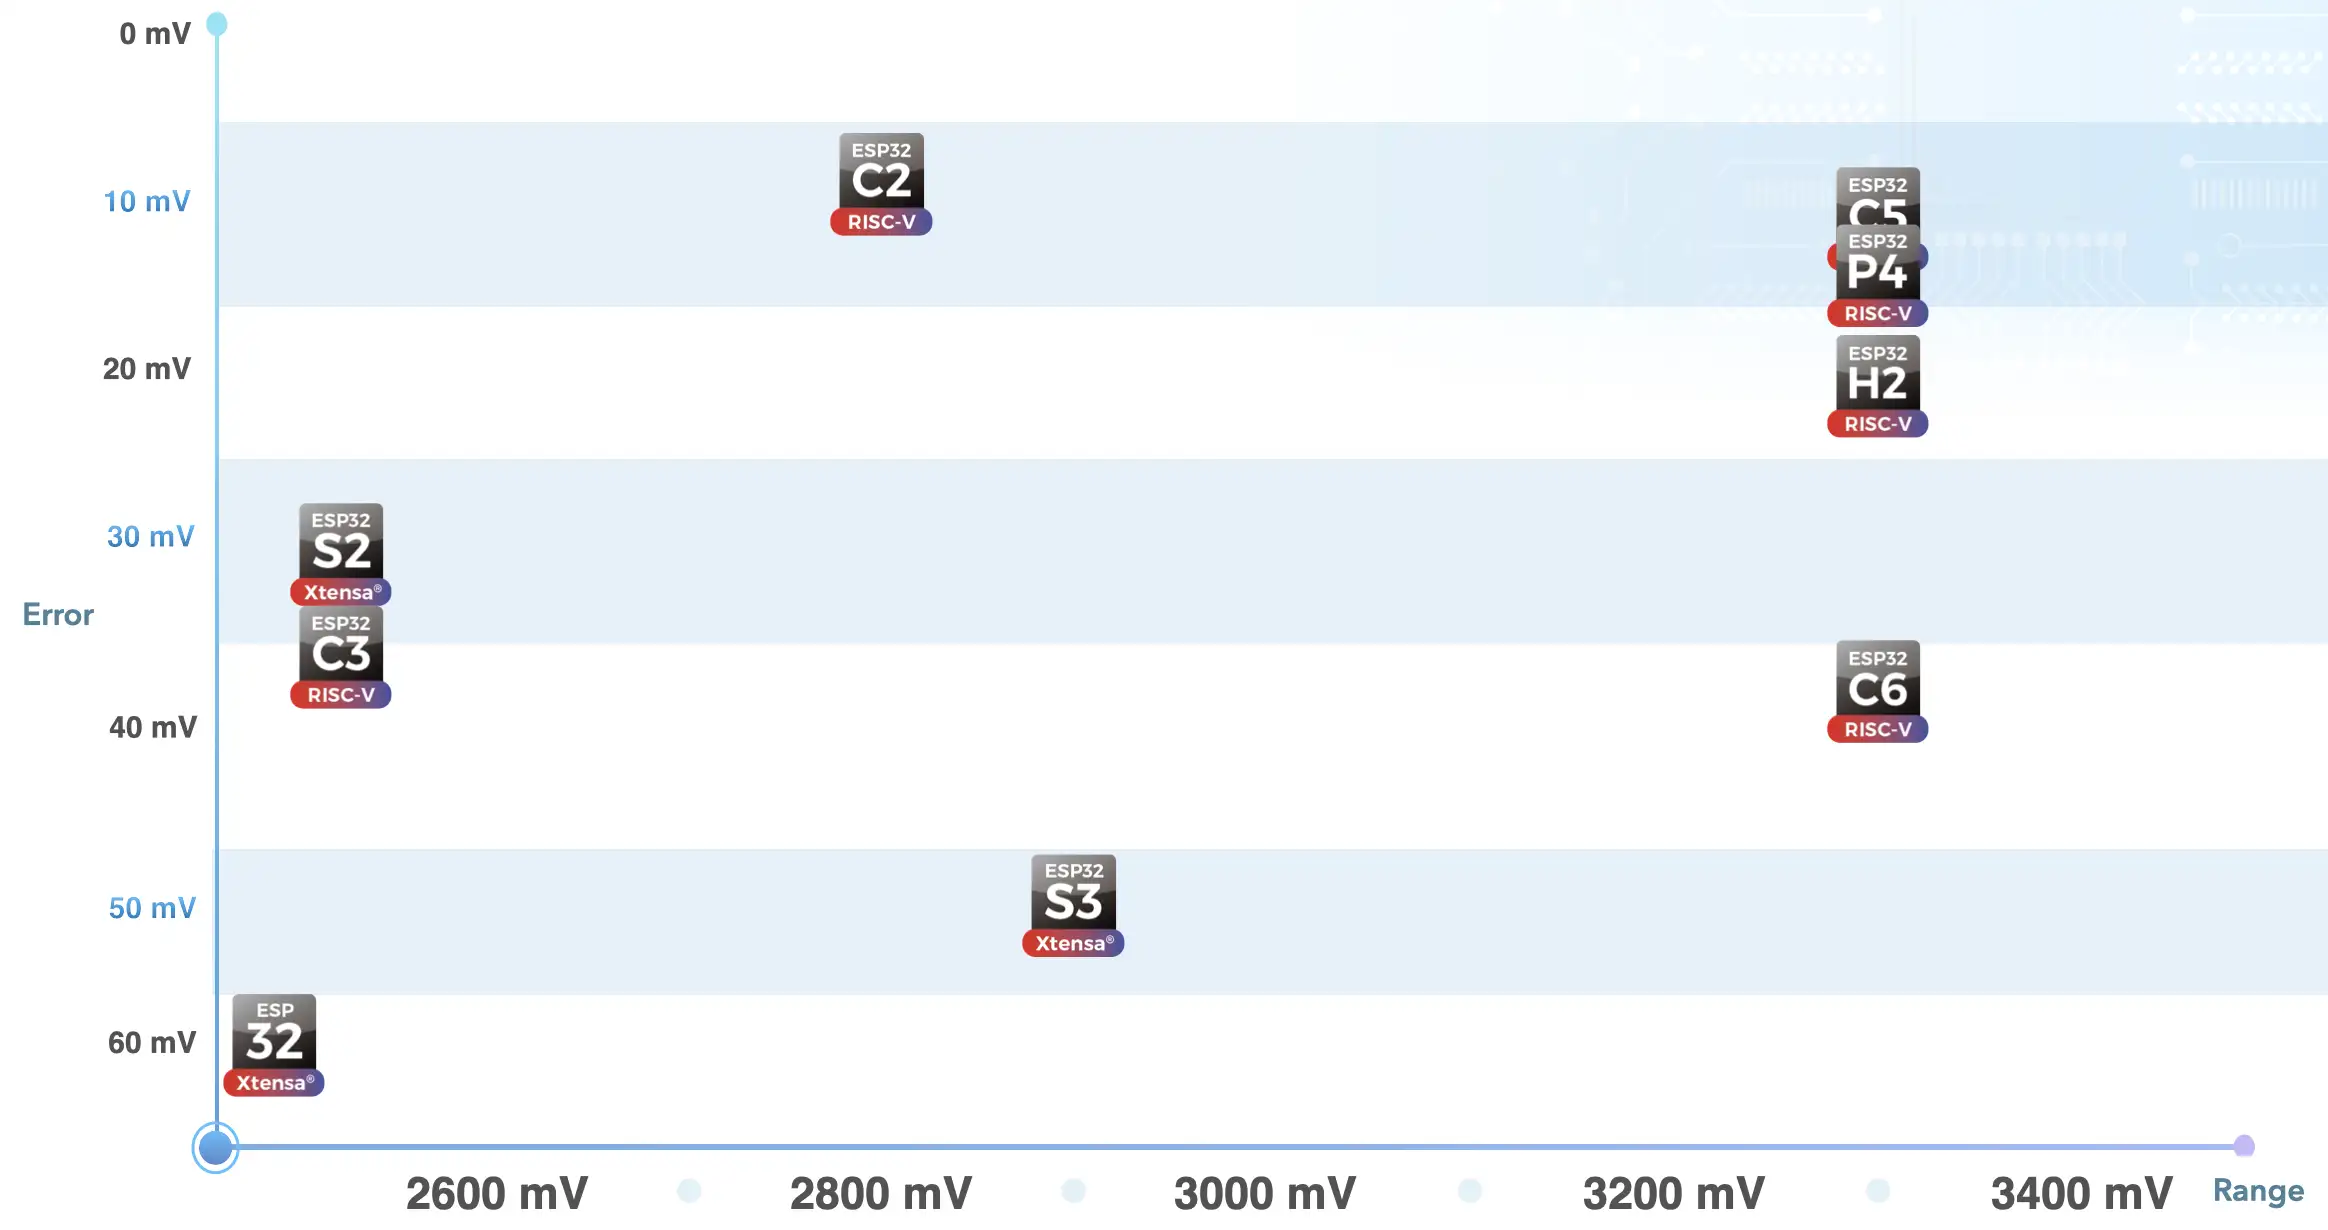 0 mV
ESP32
C2
RISC-V
10 mV
ESP32
C5
ESP32
P4
RISC-V
20 mV
ESP32
H2
RISC-V
30 mV
ESP32
S2
Xtensa®
Error
ESP32
C3
RISC-V
ESP32
C6
RISC-V
40 mV
50 mV
ESP32
S3
Xtensa®
60 mV
ESP
32
Xtensa®
2600 mV
2800 mV
3000 mV
3200 mV
3400 mV
Range